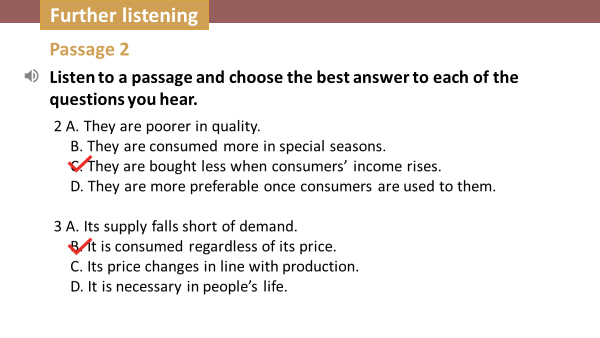 Further listening
Passage 2
Listen to a passage and choose the best answer to each of the
questions you hear.
2 A. They are poorer in quality.
B. They are consumed more in special seasons.
C. They are bought less when consumers' income rises.
D. They are more preferable once consumers are used to them.
3 A. Its supply falls short of demand.
B. It is consumed regardless of its price.
C. Its price changes in line with production.
D. It is necessary in people's life.